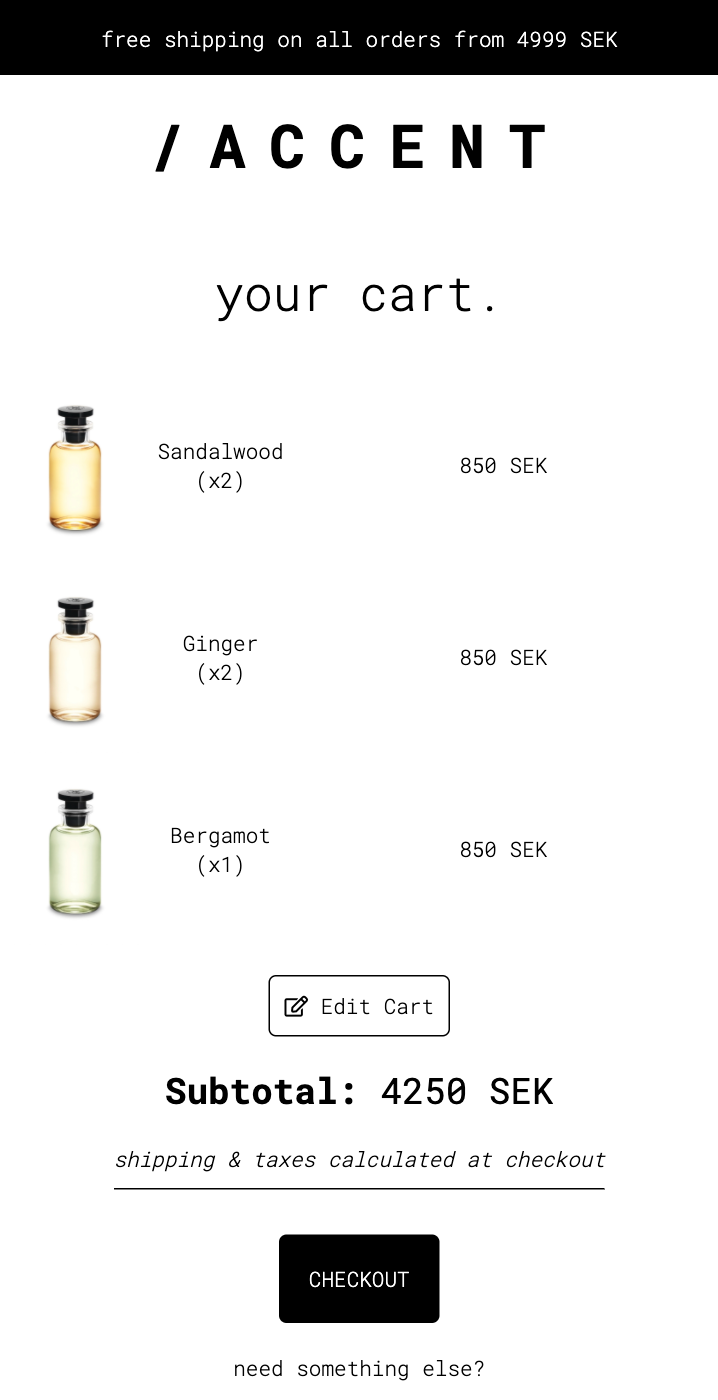 free shipping on all orders from 4999 SEK
/ACCENT
your cart.
Sandalwood
(x2)
850 SEK
Ginger
(x2)
850 SEK
Bergamot
(x1)
850 SEK
Edit Cart
Subtotal: 4250 SEK
shipping & taxes calculated at checkout
CHECKOUT
need something else?